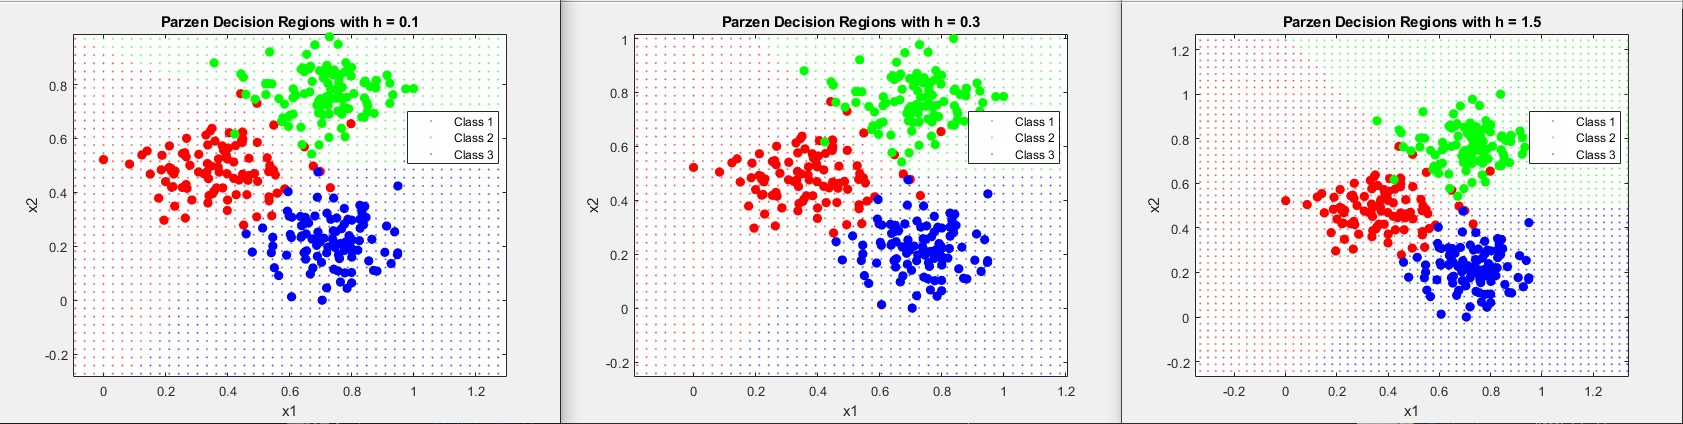 Parzen Decision Regions with h = 0.1
0.8
0.6
0.4
0.2
0
-0.2
x2
0 0.2 0.4 0.6 0.8 1 1.2
x1
Class 1
Class 2
Class 3
Parzen Decision Regions with h = 0.3
1
0.8
0.6
0.4
0.2
0
-0.2
x2
0 0.2 0.4 0.6 0.8 1 1.2
x1
Class 1
Class 2
Class 3
Parzen Decision Regions with h = 1.5
1.2
1
0.8
0.6
0.4
0.2
0
-0.2
x2
-0.2 0 0.2 0.4 0.6 0.8 1 1.2
x1
Class 1
Class 2
Class 3